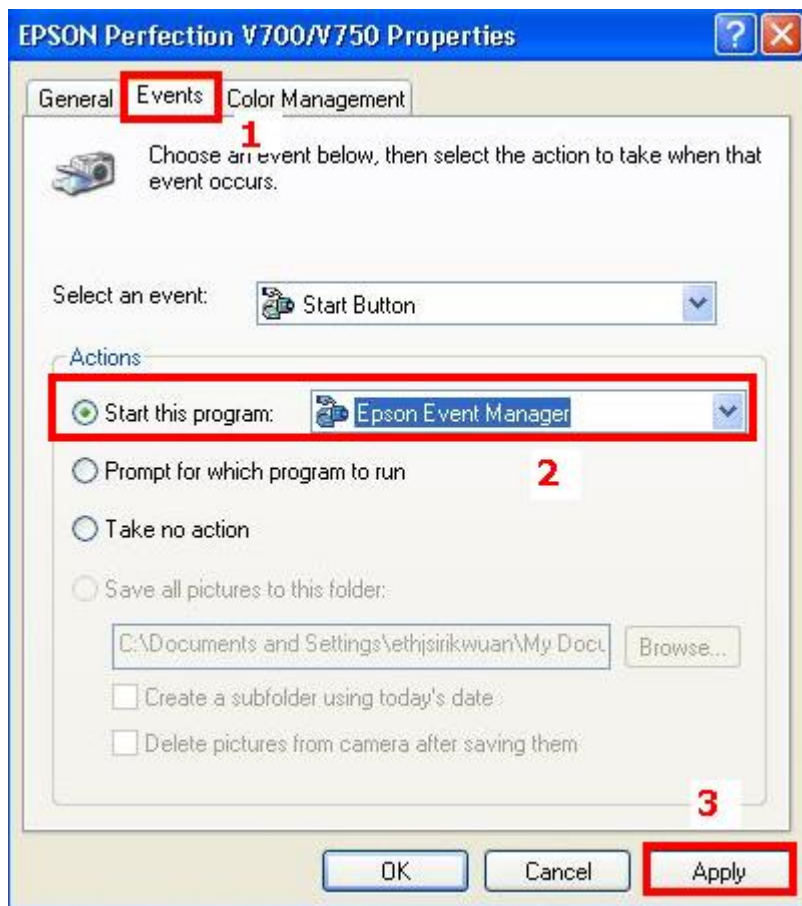 EPSON Perfection V700/V750 Properties
General Events Color Management
1
Choose an event below, then select the action to take when that
event occurs.
Select an event: Start Button
Actions
Start this program: Epson Event Manager
Prompt for which program to run
2
Take no action
Save all pictures to this folder:
C:\Documents and Settings\ethjsirikwuan\My Docu Browse...
Create a subfolder using today's date
Delete pictures from camera after saving them
3
OK Cancel Apply